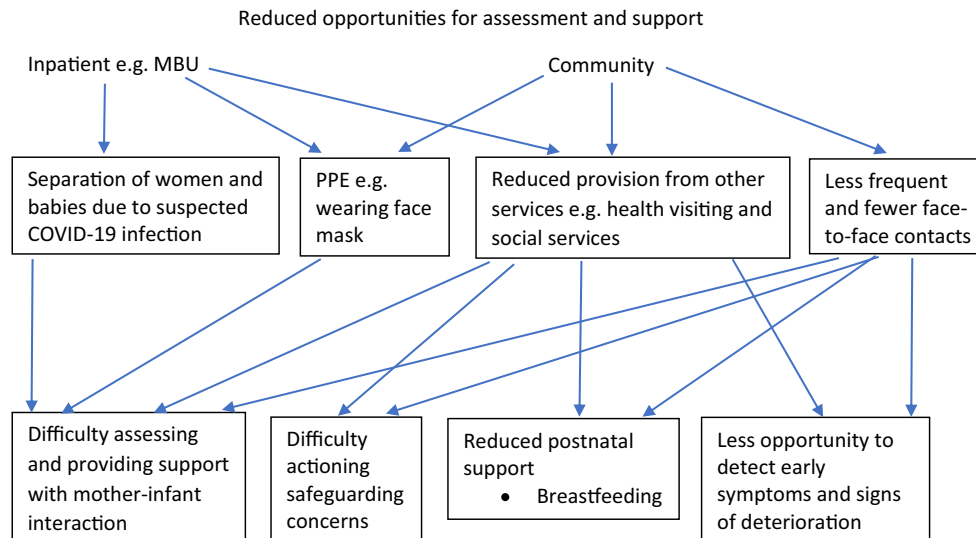 Reduced opportunities for assessment and support
Inpatient e.g. MBU
Community
Separation of women and
babies due to suspected
COVID-19 infection
PPE e.g.
wearing face
mask
Reduced provision from other
services e.g. health visiting and
social services
Less frequent
and fewer face-
to-face contacts
Difficulty assessing
and providing support
with mother-infant
interaction
Difficulty
actioning
safeguarding
concerns
Reduced postnatal
support
• Breastfeeding
Less opportunity to
detect early
symptoms and signs
of deterioration